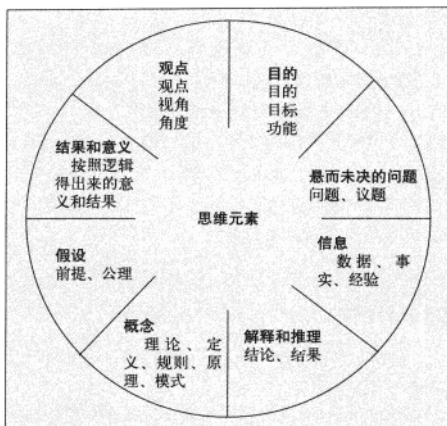 观点
观点
视角
角度
目的
目的
目标
功能
悬而未决的问题
问题、议题
信息
数据、事
实、经验
解释和推理
结论、结果
概念
理论、定
义、规则、原
理、模式
假设
前提、公理
结果和意义
按照逻辑
得出来的意
义和结果
思维元素